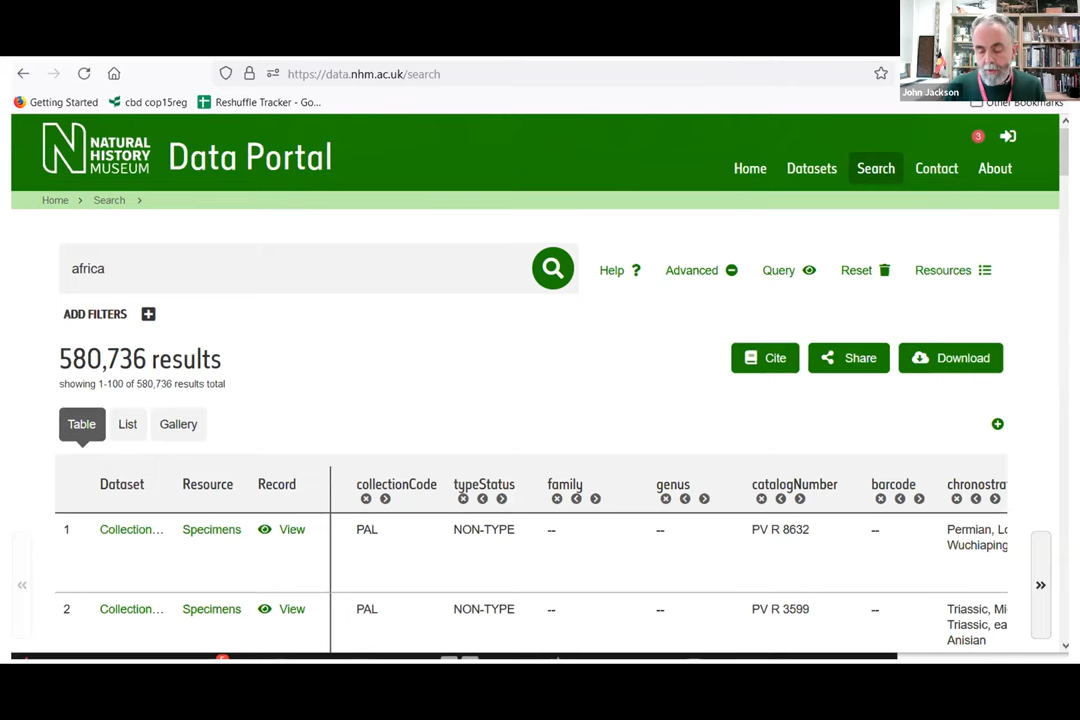 https://data.nhm.ac.uk/search
John Jackson
Getting Started
cbd cop15reg
Reshuffle Tracker - Go...
Other Bookmarks
NATURAL
HISTORY
MUSEUM
Data Portal
3
Home
Datasets
Search
Contact
About
Home > Search >
africa
Help ?
Advanced
Query
Reset
Resources
ADD FILTERS
580,736 results
showing 1-100 of 580,736 results total
Cite
Share
Download
Table
List
Gallery
Dataset Resource Record collectionCode typeStatus family genus catalogNumber barcode chronostra
1 Collection... Specimens View PAL NON-TYPE -- -- PV R 8632 -- Permian, Lo
Wuchiaping
2 Collection... Specimens View PAL NON-TYPE -- -- PV R 3599 -- Triassic, Mi
Triassic, ea
Anisian